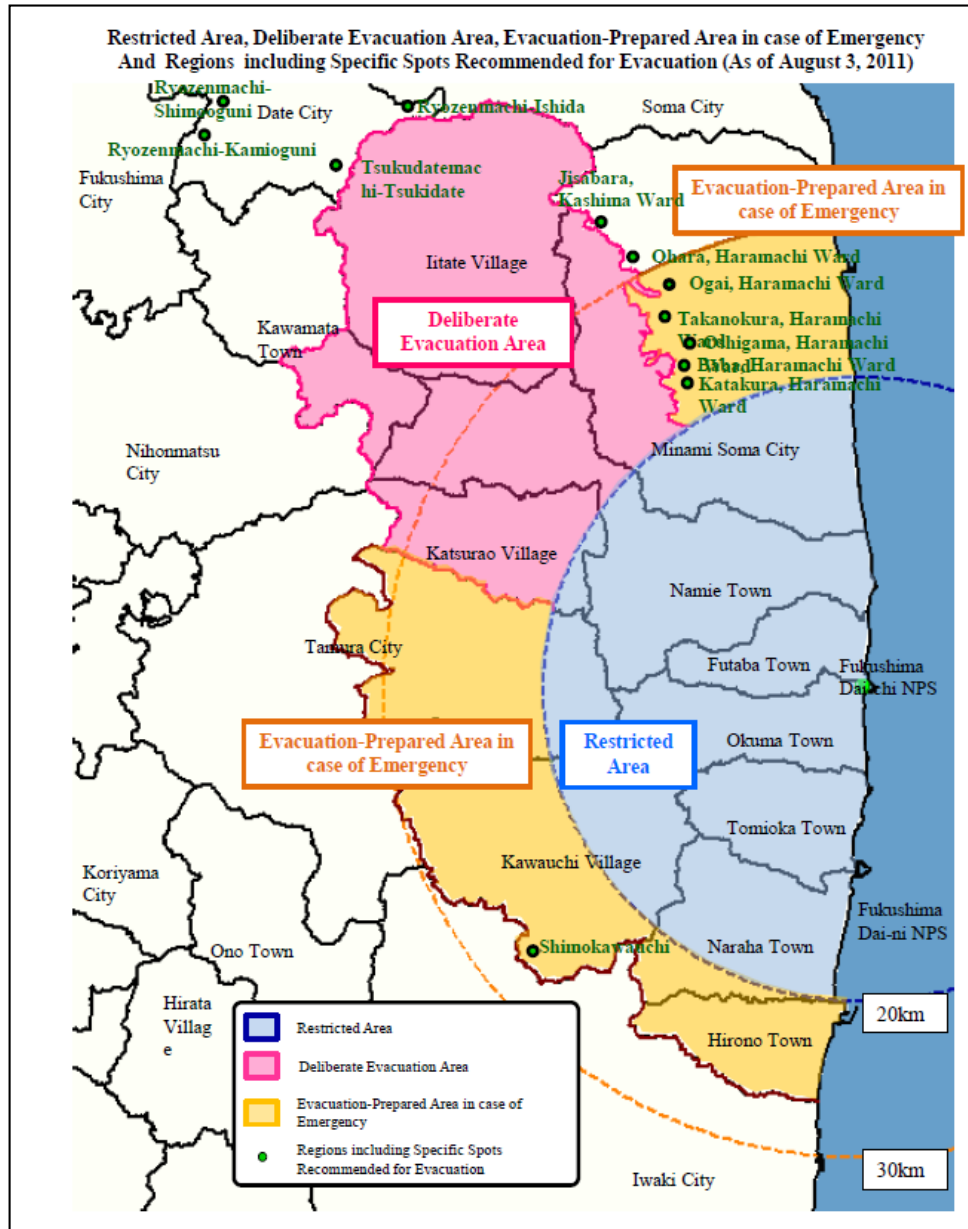 Restricted Area, Deliberate Evacuation Area, Evacuation-Prepared Area in case of Emergency
And Regions including Specific Spots Recommended for Evacuation (As of August 3, 2011)
Ryozenmachi-
Shimooguni
Date City
Ryozenmachi-Ishida
Soma City
Ryozenmachi-Kamioguni
Fukushima
City
Tsukudatemac
hi-Tsukidate
Jisabara,
Kashima Ward
Evacuation-Prepared Area in
case of Emergency
Iitate Village
Ohara, Haramachi Ward
Ogai, Haramachi Ward
Deliberate
Evacuation Area
Kawamata
Town
Takanokura, Haramachi
Ward
Oshigama, Haramachi
Ward
Baba, Haramachi Ward
Katakura, Haramachi
Ward
Nihonmatsu
City
Minami Soma City
Katsurao Village
Namie Town
Tamura City
Futaba Town
Fukushima
Dai-ichi NPS
Evacuation-Prepared Area in
case of Emergency
Restricted
Area
Okuma Town
Tomioka Town
Koriyama
City
Kawauchi Village
Fukushima
Dai-ni NPS
Ono Town
Shimokawauchi
Naraha Town
Hirata
Villag
e
20km
Hirono Town
Restricted Area
Deliberate Evacuation Area
Evacuation-Prepared Area in case of
Emergency
Regions including Specific Spots
Recommended for Evacuation
Iwaki City
30km